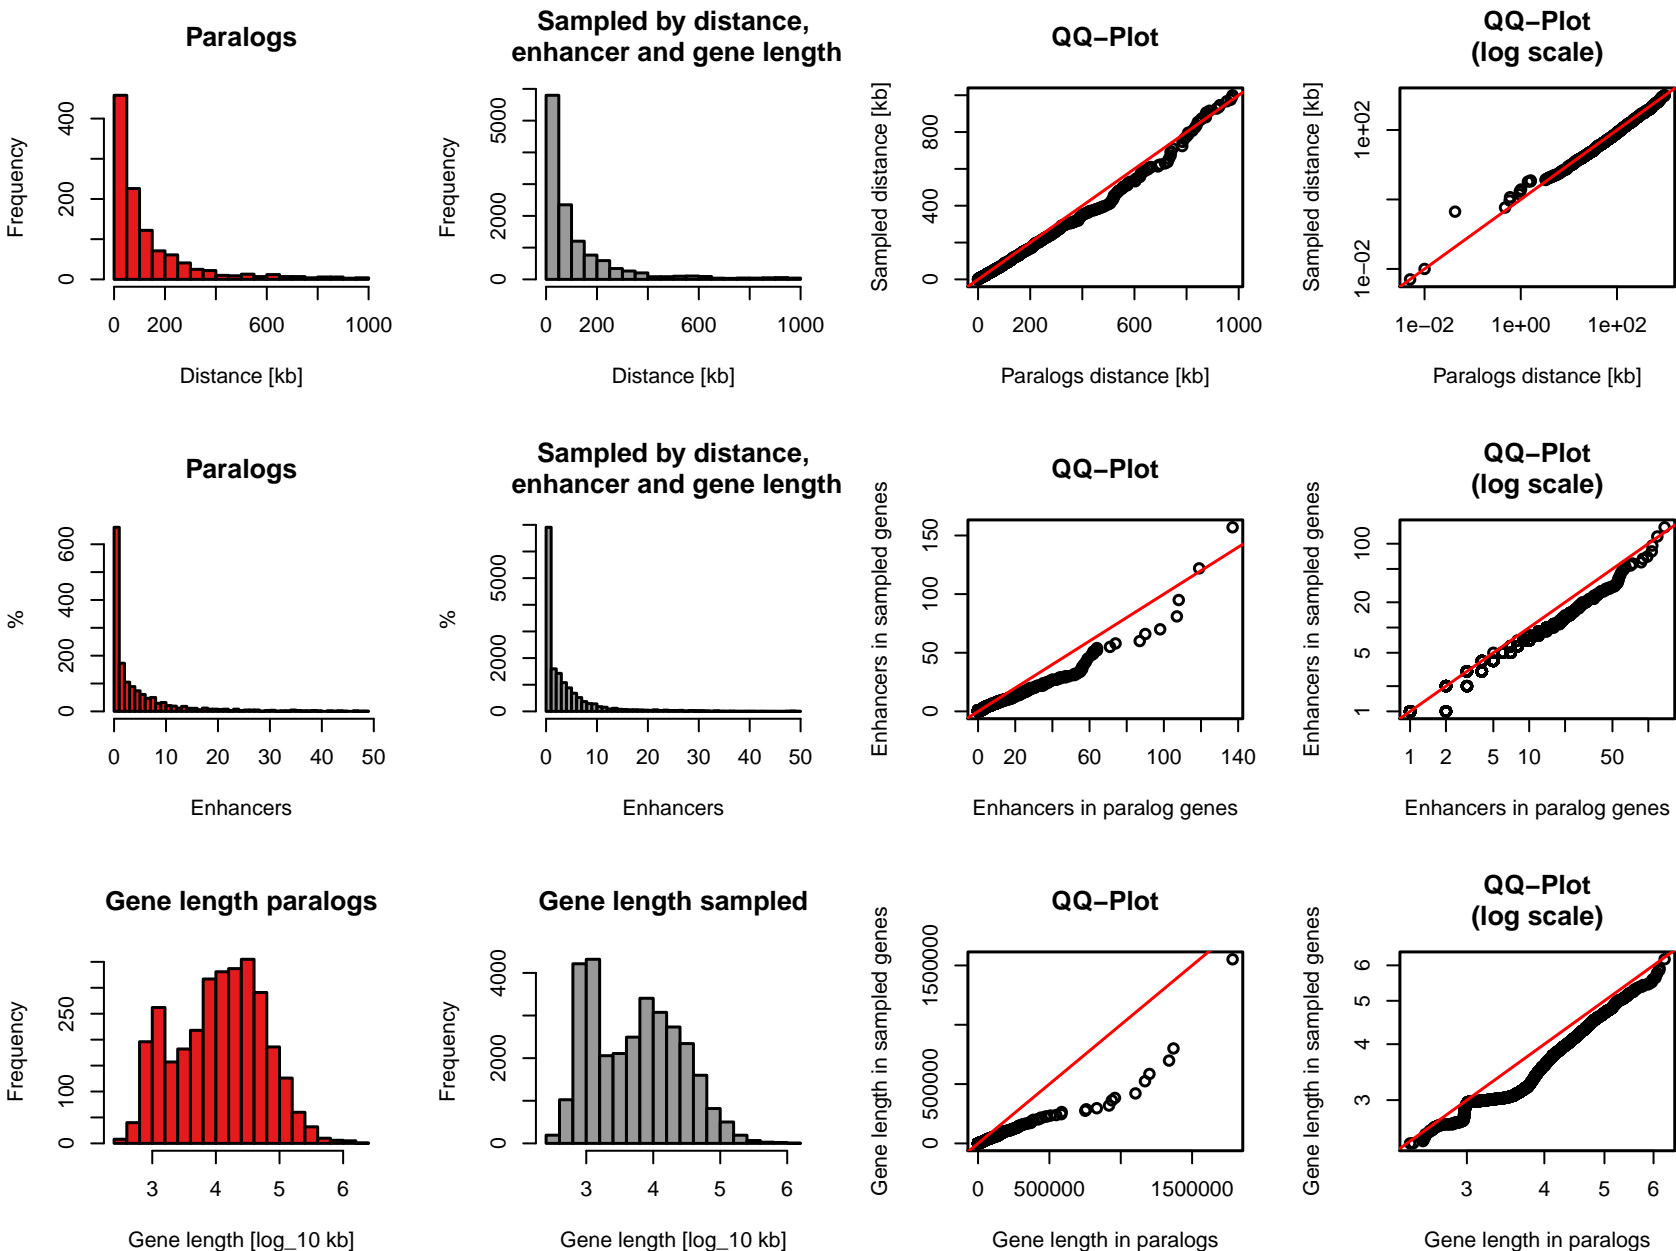 Paralogs
Frequency
0 200 400
0 200 600 1000
Distance [kb]
Sampled by distance,
enhancer and gene length
Frequency
0 2000 5000
0 200 600 1000
Distance [kb]
QQ−Plot
Sampled distance [kb]
0 400 800
0 200 600 1000
Paralogs distance [kb]
QQ−Plot
(log scale)
Sampled distance [kb]
1e−02 1e+02
1e−02 1e+00 1e+02
Paralogs distance [kb]
Paralogs
%
0 200 400 600
0 10 20 30 40 50
Enhancers
Sampled by distance,
enhancer and gene length
%
0 2000 5000
0 10 20 30 40 50
Enhancers
QQ−Plot
Enhancers in sampled genes
0 50 100 150
0 20 60 100 140
Enhancers in paralog genes
QQ−Plot
(log scale)
Enhancers in sampled genes
1 5 20 100
1 2 5 10 50
Enhancers in paralog genes
Gene length paralogs
Frequency
0 100 250
3 4 5 6
Gene length [log_10 kb]
Gene length sampled
Frequency
0 2000 4000
3 4 5 6
Gene length [log_10 kb]
QQ−Plot
Gene length in sampled genes
0 500000 1500000
0 500000 1500000
Gene length in paralogs
QQ−Plot
(log scale)
Gene length in sampled genes
3 4 5 6
3 4 5 6
Gene length in paralogs